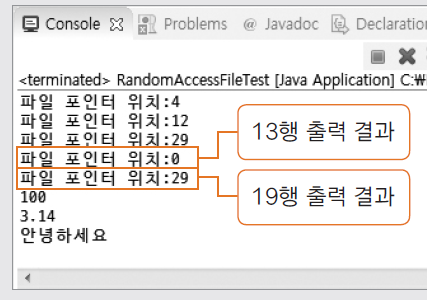 Console Problems @ Javadoc Declaration
<terminated> RandomAccessFileTest [Java Application] C:₩
파일 포인터 위치:4
파일 포인터 위치:12
파일 포인터 위치:29
파일 포인터 위치:0
13행 출력 결과
파일 포인터 위치:29
19행 출력 결과
100
3.14
안녕하세요